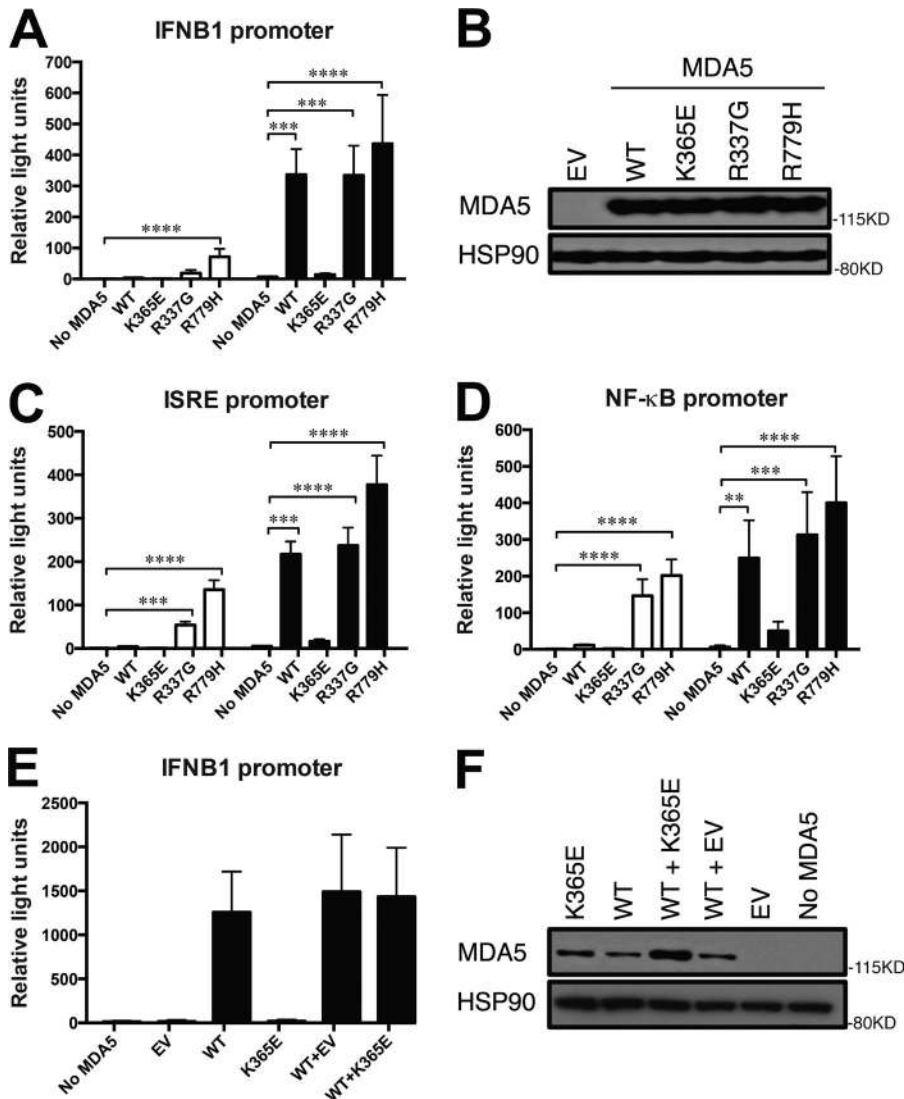 A
IFNB1 promoter
Relative light units
700
600
500
400
300
200
100
0
****
****
***
***
No MDA5
WT
K365E
R337G
R779H
No MDA5
WT
K365E
R337G
R779H
B
MDA5
EV
WT
K365E
R337G
R779H
MDA5
-115KD
HSP90
-80KD
C
ISRE promoter
Relative light units
500
400
300
200
100
0
****
***
****
****
***
No MDA5
WT
K365E
R337G
R779H
No MDA5
WT
K365E
R337G
R779H
D
NF-κB promoter
Relative light units
600
500
400
300
200
100
0
****
****
****
***
**
No MDA5
WT
K365E
R337G
R779H
No MDA5
WT
K365E
R337G
R779H
E
IFNB1 promoter
Relative light units
2500
2000
1500
1000
500
0
No MDA5
EV
WT
K365E
WT+EV
WT+K365E
F
K365E
WT
WT + K365E
WT + EV
EV
No MDA5
MDA5
-115KD
HSP90
-80KD